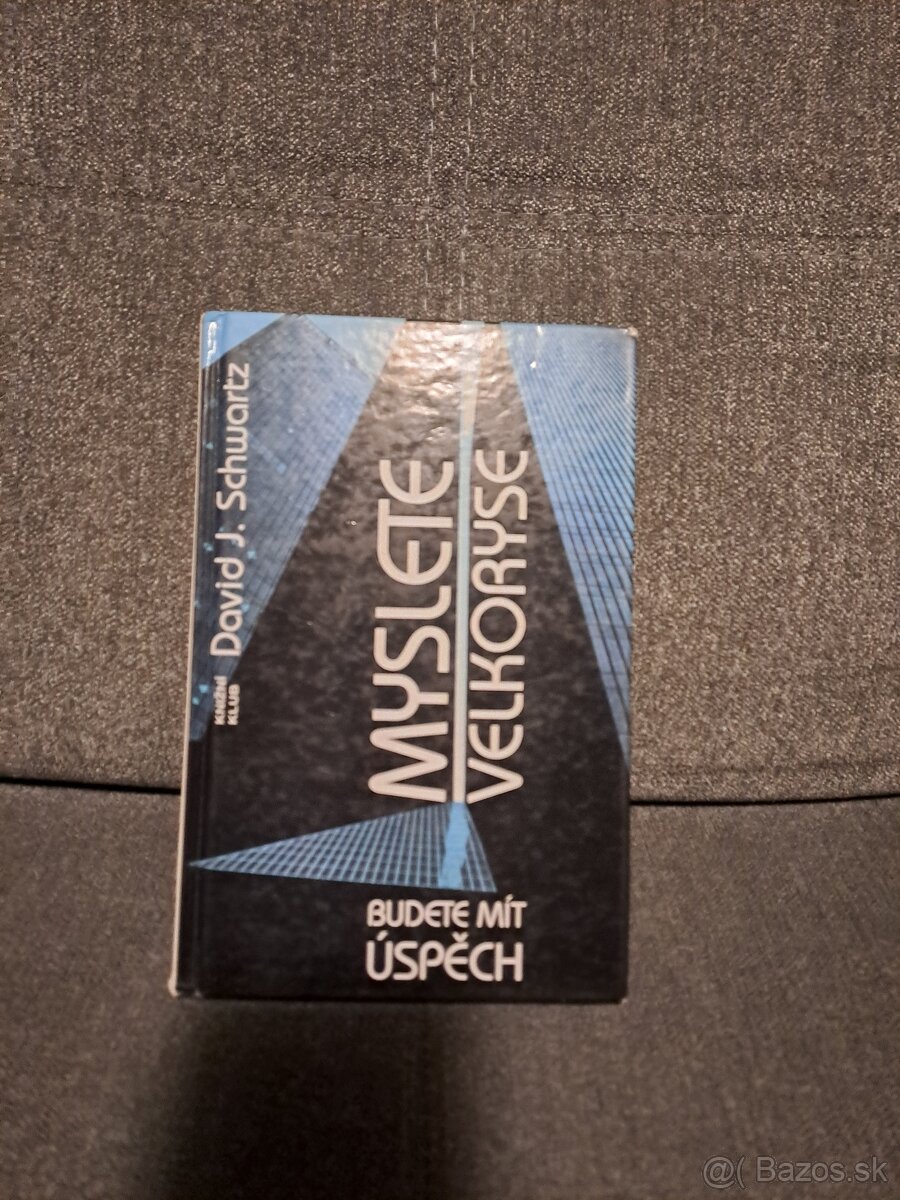 KNIŽNÍ
KLUB
David J. Schwartz
MYSLETE
VELKORYSE
BUDETE MÍT
ÚSPĚCH
@( Bazos.sk